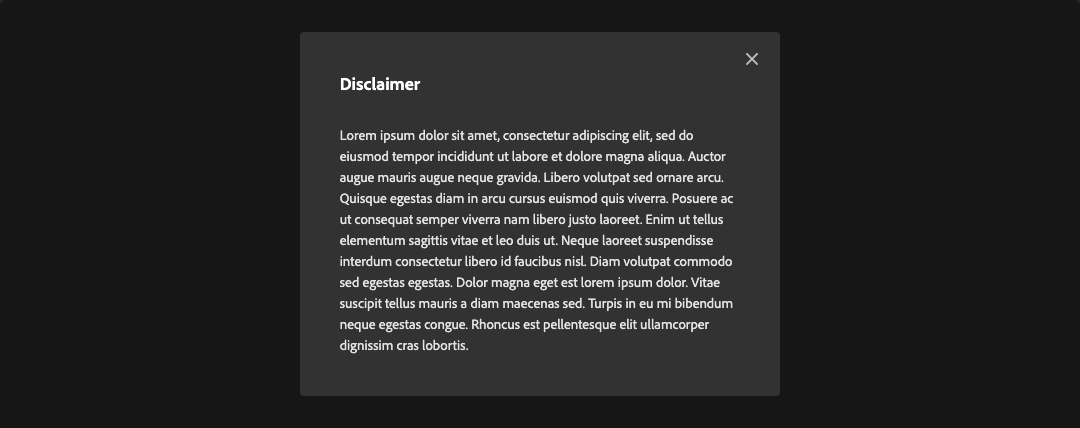 Disclaimer
Lorem ipsum dolor sit amet, consectetur adipiscing elit, sed do
eiusmod tempor incididunt ut labore et dolore magna aliqua. Auctor
augue mauris augue neque gravida. Libero volutpat sed ornare arcu.
Quisque egestas diam in arcu cursus euismod quis viverra. Posuere ac
ut consequat semper viverra nam libero justo laoreet. Enim ut tellus
elementum sagittis vitae et leo duis ut. Neque laoreet suspendisse
interdum consectetur libero id faucibus nisl. Diam volutpat commodo
sed egestas egestas. Dolor magna eget est lorem ipsum dolor. Vitae
suscipit tellus mauris a diam maecenas sed. Turpis in eu mi bibendum
neque egestas congue. Rhoncus est pellentesque elit ullamcorper
dignissim cras lobortis.